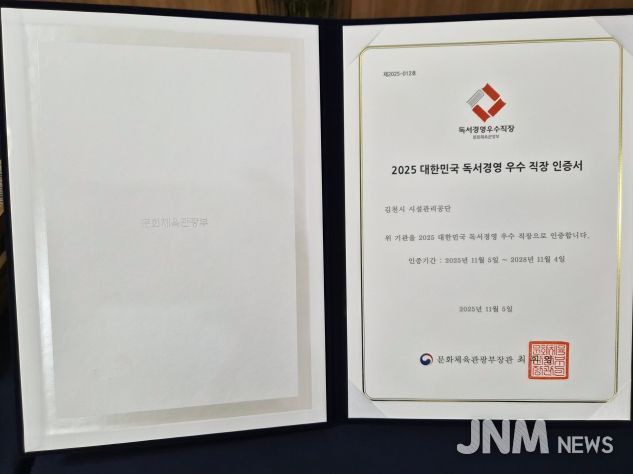 문화체육관광부
제2025-012호
독서경영우수직장
문화체육관광부
2025 대한민국 독서경영 우수 직장 인증서
김천시 시설관리공단
위 기관을 2025 대한민국 독서경영 우수 직장으로 인증합니다.
인증기간 : 2025년 11월 5일 ~ 2028년 11월 4일
2025년 11월 5일
문화체육관광부장관 최
JNM NEWS